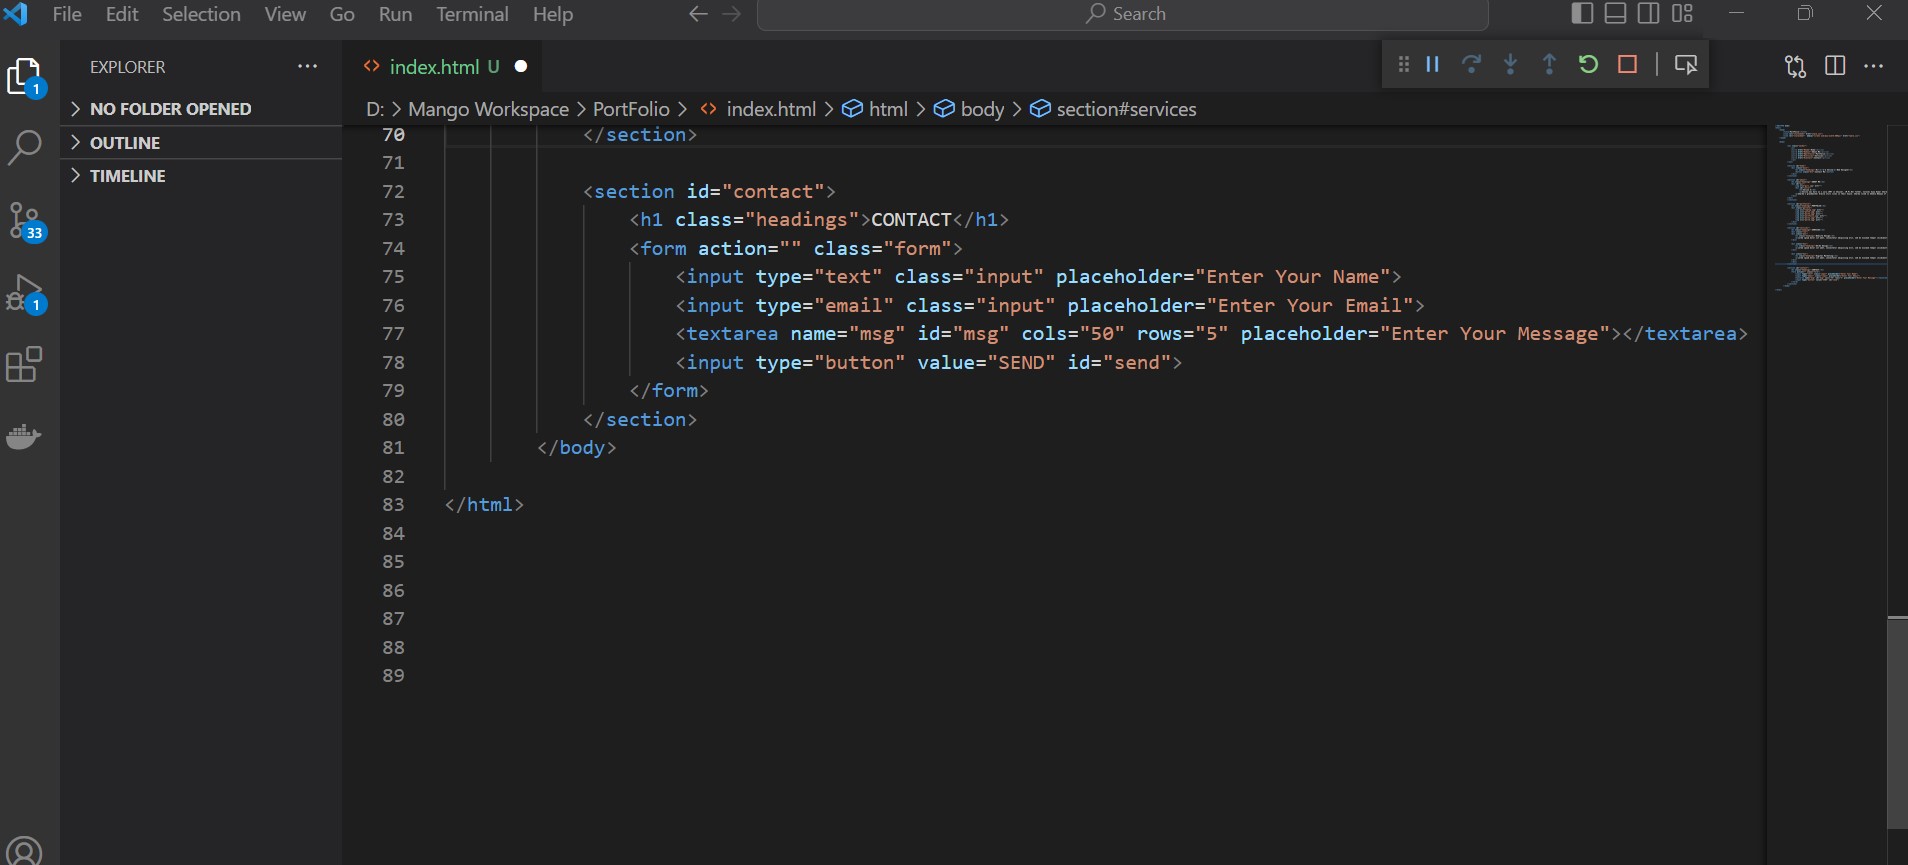 File Edit Selection View Go Run Terminal Help Search
EXPLORER
1
NO FOLDER OPENED
OUTLINE
TIMELINE
33
1
index.html U
D: > Mango Workspace > PortFolio > <> index.html > html > body > section#services
70 </section>
71
72 <section id="contact">
73 <h1 class="headings">CONTACT</h1>
74 <form action="" class="form">
75 <input type="text" class="input" placeholder="Enter Your Name">
76 <input type="email" class="input" placeholder="Enter Your Email">
77 <textarea name="msg" id="msg" cols="50" rows="5" placeholder="Enter Your Message"></textarea>
78 <input type="button" value="SEND" id="send">
79 </form>
80 </section>
81 </body>
82
83 </html>
84
85
86
87
88
89